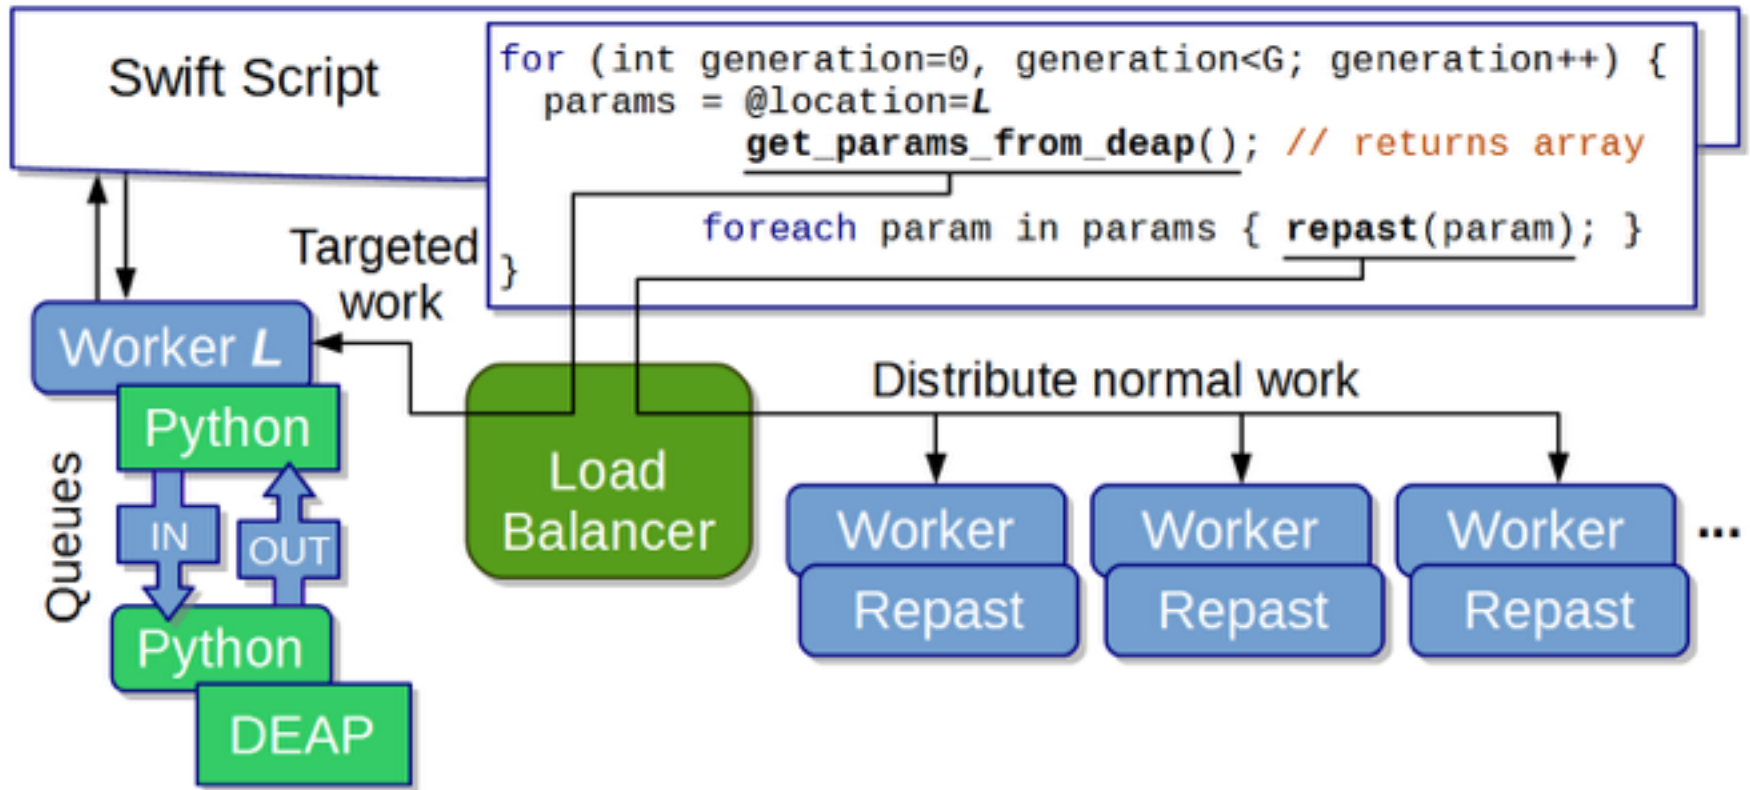 Swift Script
for (int generation=0, generation<G; generation++) {
params = @location=L
get_params_from_deap(); // returns array
foreach param in params { repast(param); }
}
Targeted
work
Worker L
Python
Queues
IN
OUT
Python
DEAP
Load
Balancer
Distribute normal work
Worker
Repast
Worker
Repast
Worker
Repast
...